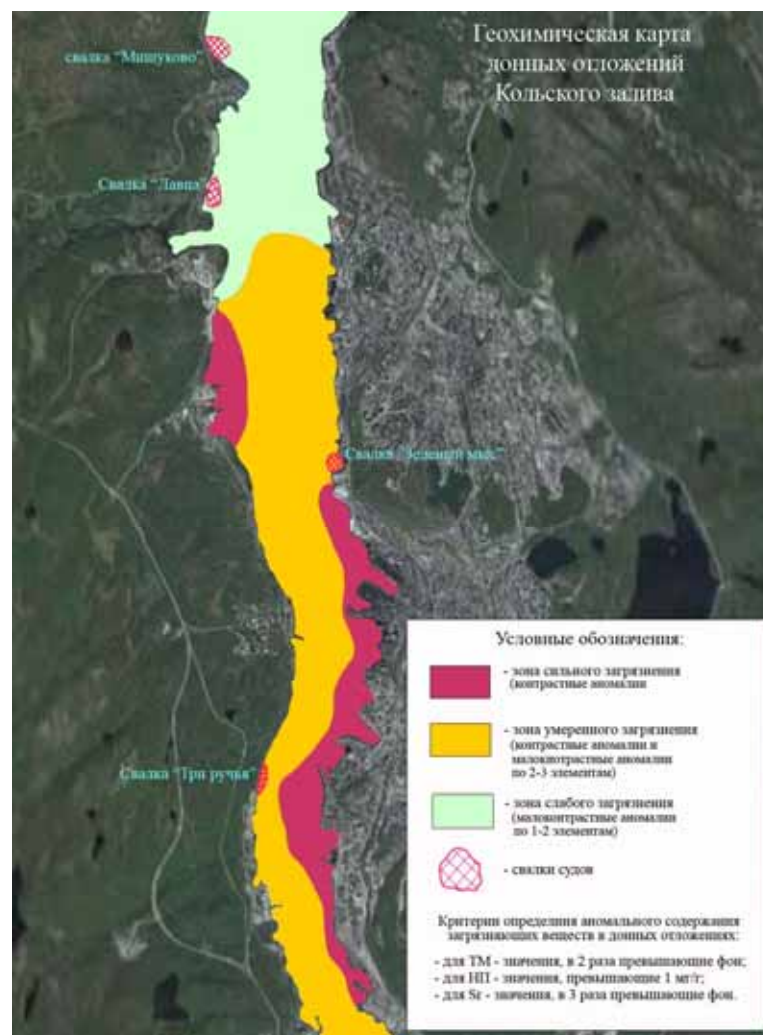 Геохимическая карта
донных отложений
Кольского залива
свалка "Мишуково"
Свалка "Лавна"
Свалка "Зеленый мыс"
Свалка "Три ручья"
Условные обозначения:
- зона сильного загрязнения
(контрастные аномалии
- зона умеренного загрязнения
(контрастные аномалии и
малокнотрастные аномалии
по 2-3 элементам)
- зона слабого загрязнения
(малоконтрастные аномалии
по 1-2 элементам)
- свалки судов
Критерии определиия аномального содержания
загрязняющих веществ в донных отложениях:
- для ТМ - значения, в 2 раза превышающие фон;
- для НП - значения, превышающие 1 мг/г;
- для Sr - значения, в 3 раза превышающие фон.